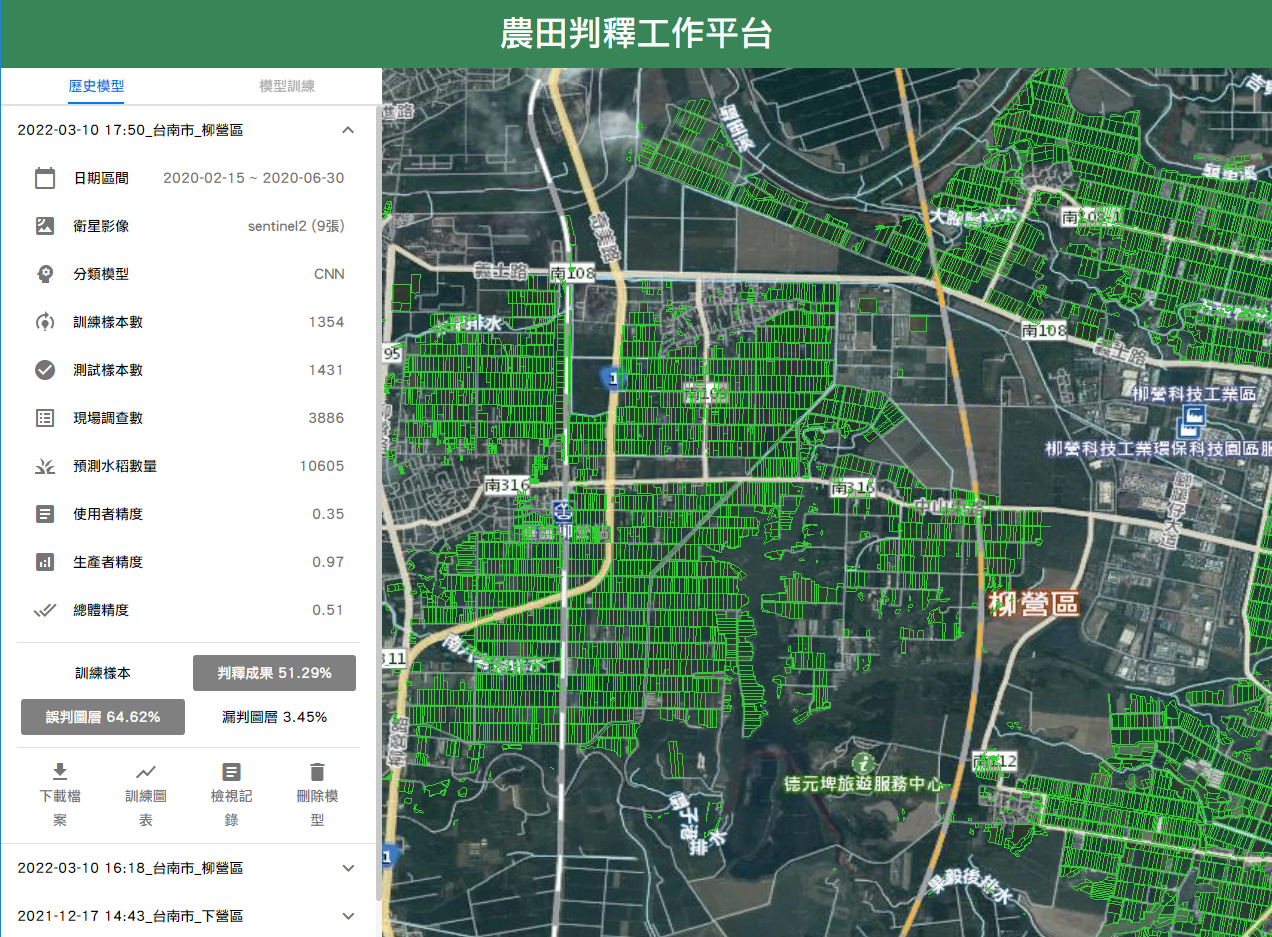 農田判釋工作平台
歷史模型
模型訓練
2022-03-10 17:50_台南市_柳營區
日期區間 2020-02-15 ~ 2020-06-30
衛星影像 sentinel2 (9張)
分類模型 CNN
訓練樣本數 1354
測試樣本數 1431
現場調查數 3886
預測水稻數量 10605
使用者精度 0.35
生產者精度 0.97
總體精度 0.51
訓練樣本
判釋成果 51.29%
誤判圖層 64.62%
漏判圖層 3.45%
下載檔案
訓練圖表
檢視記錄
刪除模型
2022-03-10 16:18_台南市_柳營區
2021-12-17 14:43_台南市_下營區
義士路
南108
奇美路
南108-1
南108
義士路
95
1
柳營科技工業區
柳營科技工業環保科技園區服
南316
南316
中山
柳營區
311
南112
德元埤旅遊服務中心
1